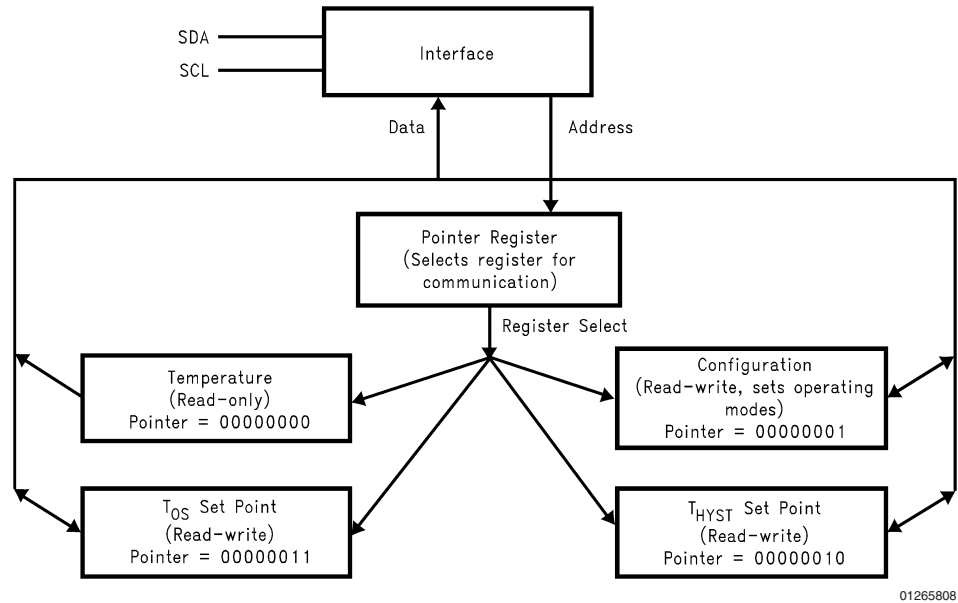 SDA
SCL
Interface
Data
Address
Pointer Register
(Selects register for
communication)
Register Select
Temperature
(Read-only)
Pointer = 00000000
Configuration
(Read-write, sets operating
modes)
Pointer = 00000001
TOS Set Point
(Read-write)
Pointer = 00000011
THYST Set Point
(Read-write)
Pointer = 00000010
01265808